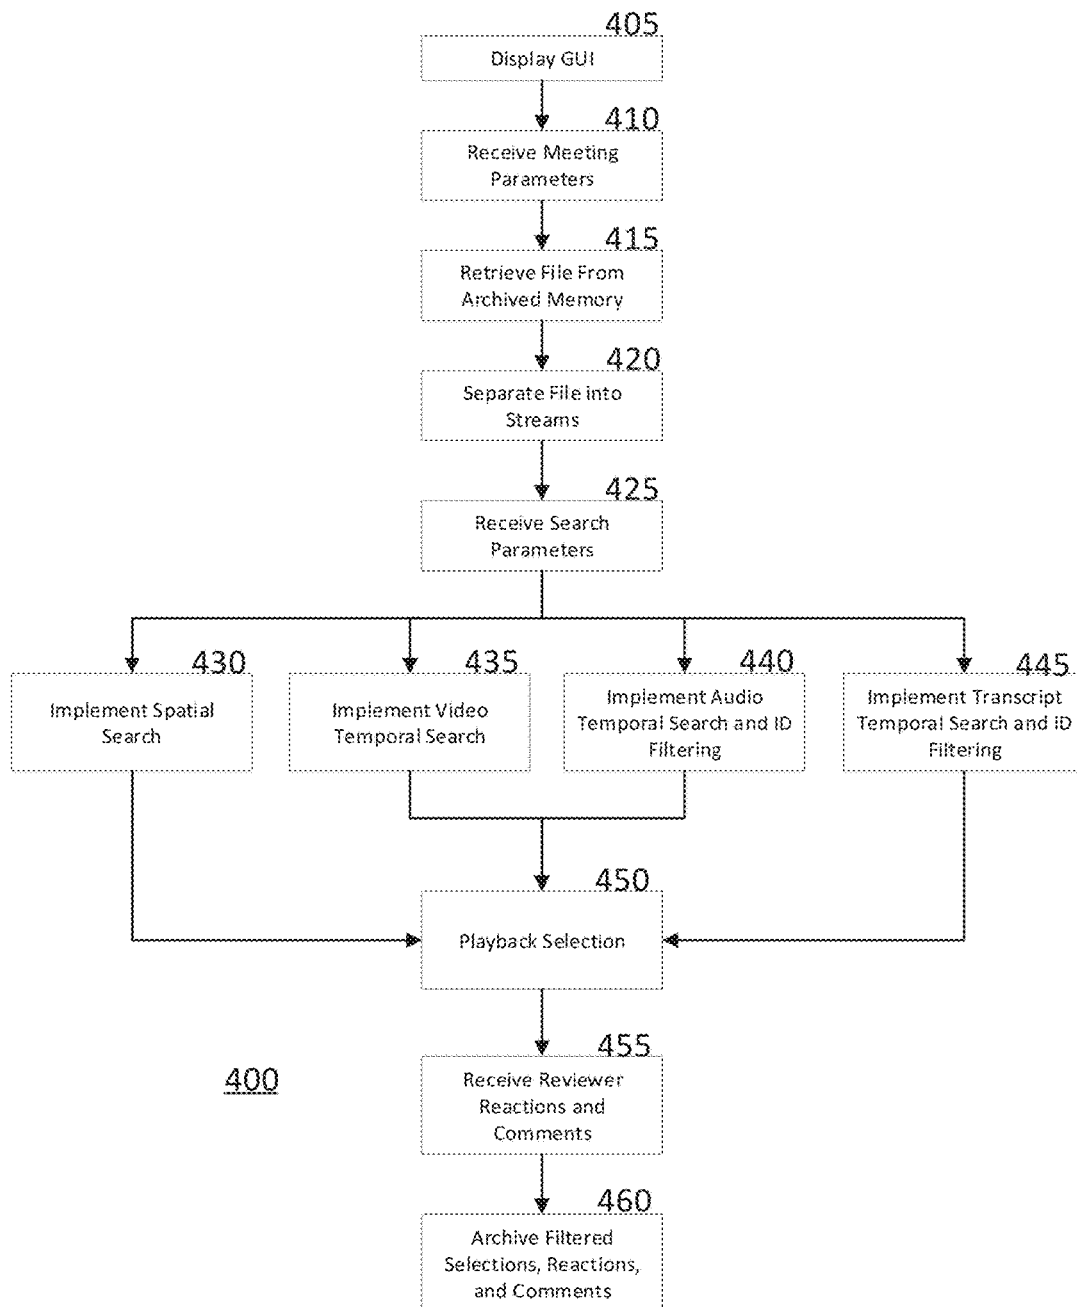 405
Display GUI
410
Receive Meeting
Parameters
415
Retrieve File From
Archived Memory
420
Separate File into
Streams
425
Receive Search
Parameters
430
Implement Spatial
Search
435
Implement Video
Temporal Search
440
Implement Audio
Temporal Search and ID
Filtering
445
Implement Transcript
Temporal Search and ID
Filtering
450
Playback Selection
455
Receive Reviewer
Reactions and
Comments
400
460
Archive Filtered
Selections, Reactions,
and Comments